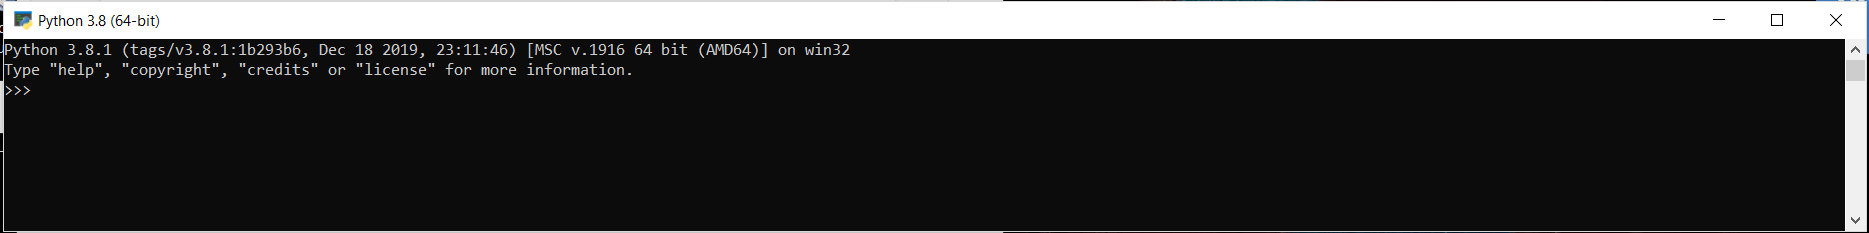 Python 3.8 (64-bit)
Python 3.8.1 (tags/v3.8.1:1b293b6, Dec 18 2019, 23:11:46) [MSC v.1916 64 bit (AMD64)] on win32
Type "help", "copyright", "credits" or "license" for more information.
>>>